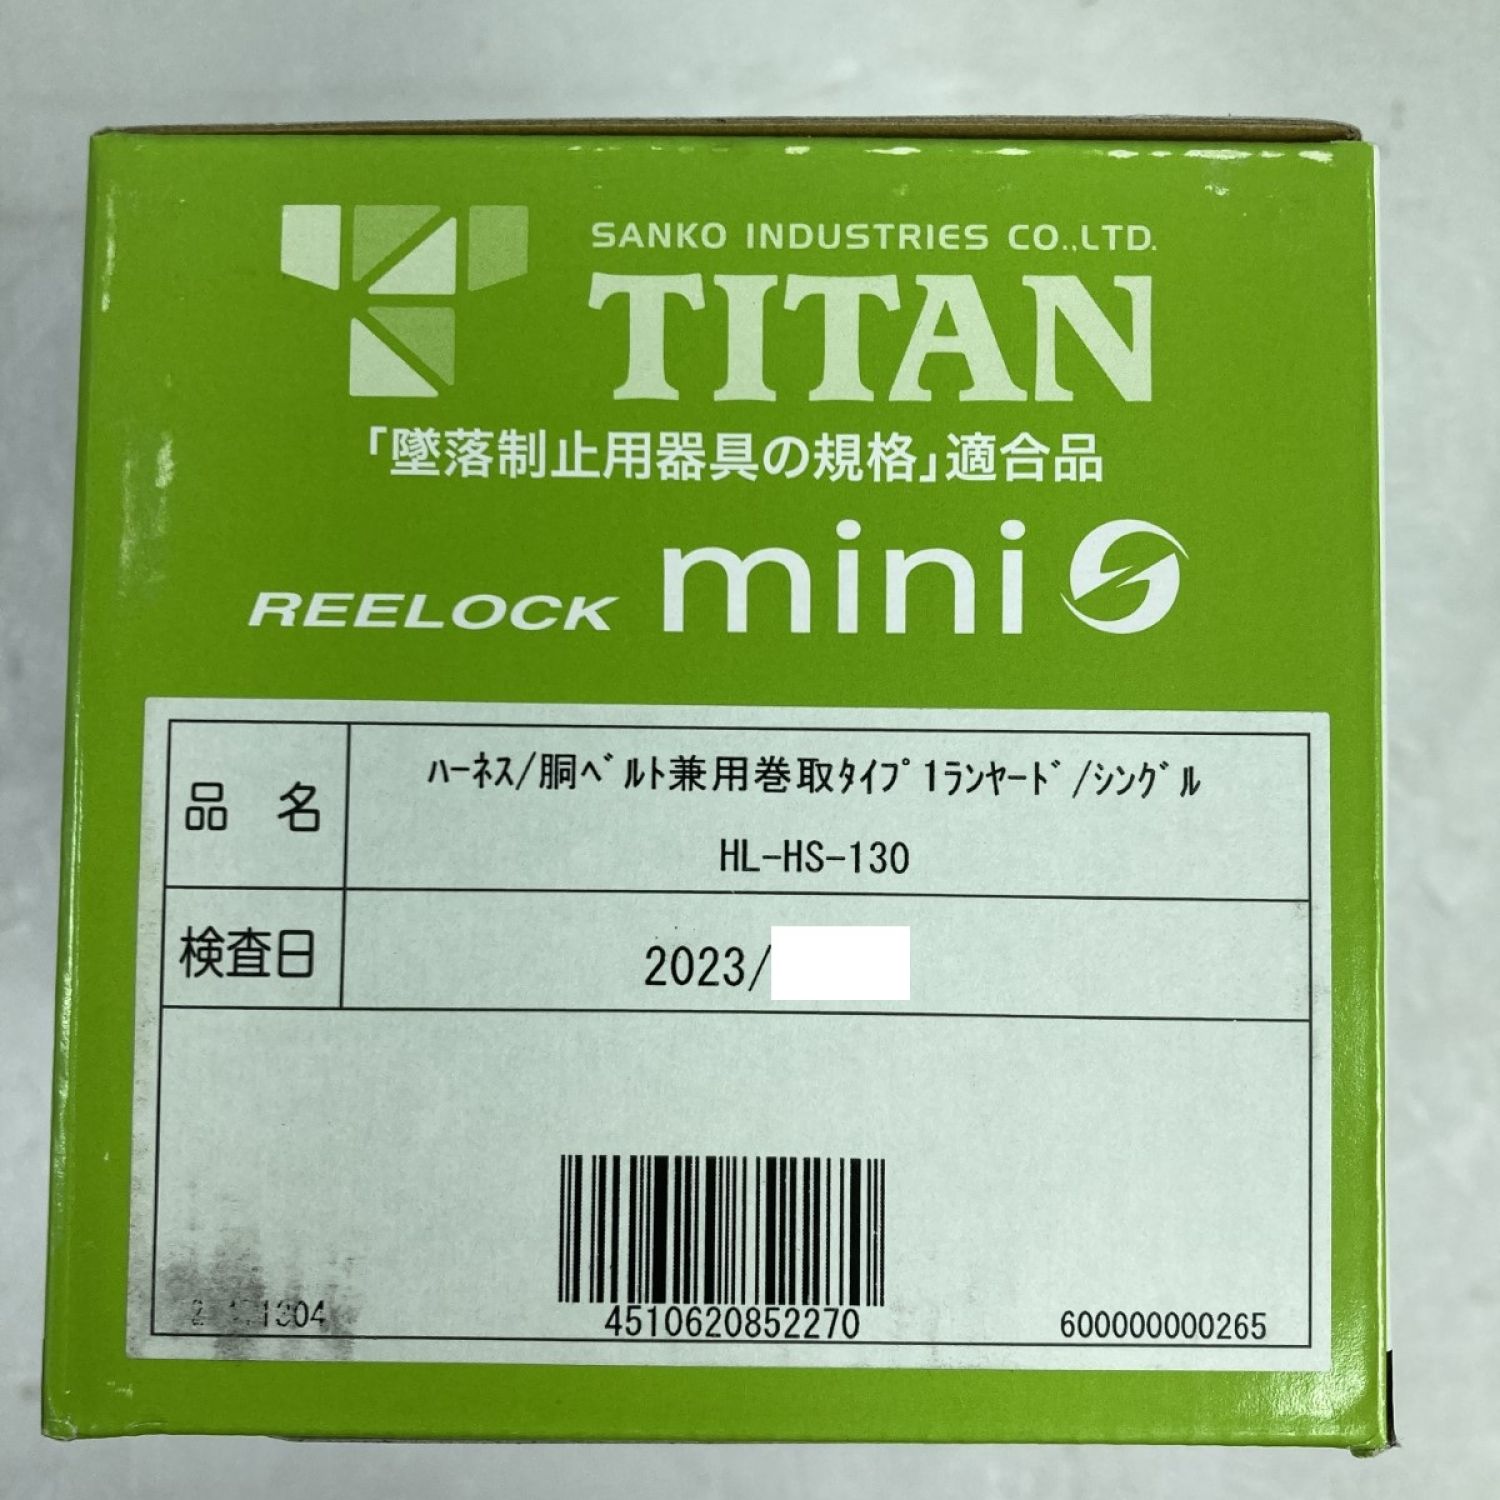 SANKO INDUSTRIES CO.,LTD.
TITAN
「墜落制止用器具の規格」適合品
REELOCK mini
品 名
ﾊｰﾈｽ/胴ﾍﾞﾙﾄ兼用巻取ﾀｲﾌﾟ1ﾗﾝﾔｰﾄﾞ/ｼﾝｸﾞﾙ
HL-HS-130
検査日
2023/
4510620852270
600000000265